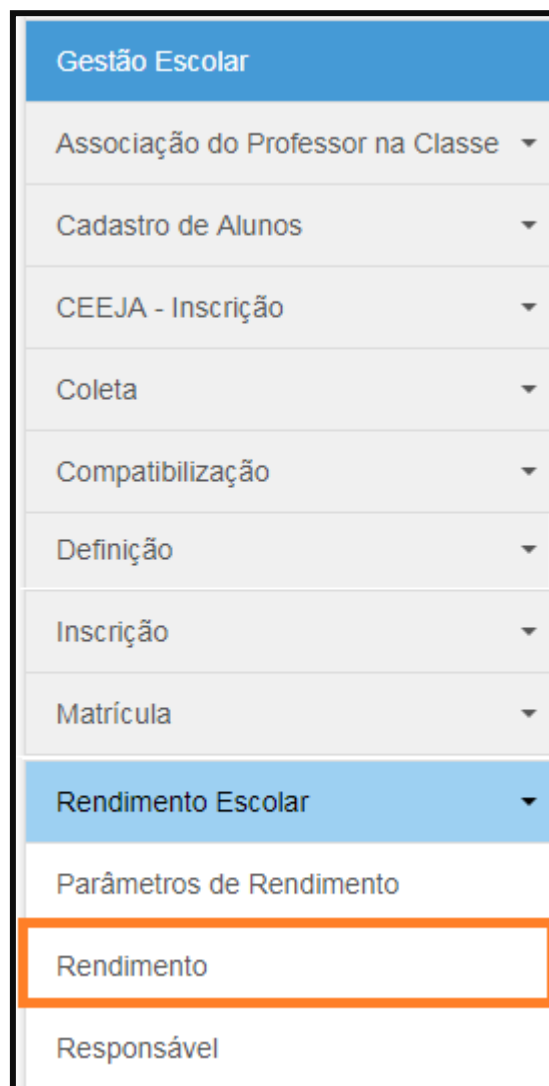 Gestão Escolar
Associação do Professor na Classe
Cadastro de Alunos
CEEJA - Inscrição
Coleta
Compatibilização
Definição
Inscrição
Matrícula
Rendimento Escolar
Parâmetros de Rendimento
Rendimento
Responsável